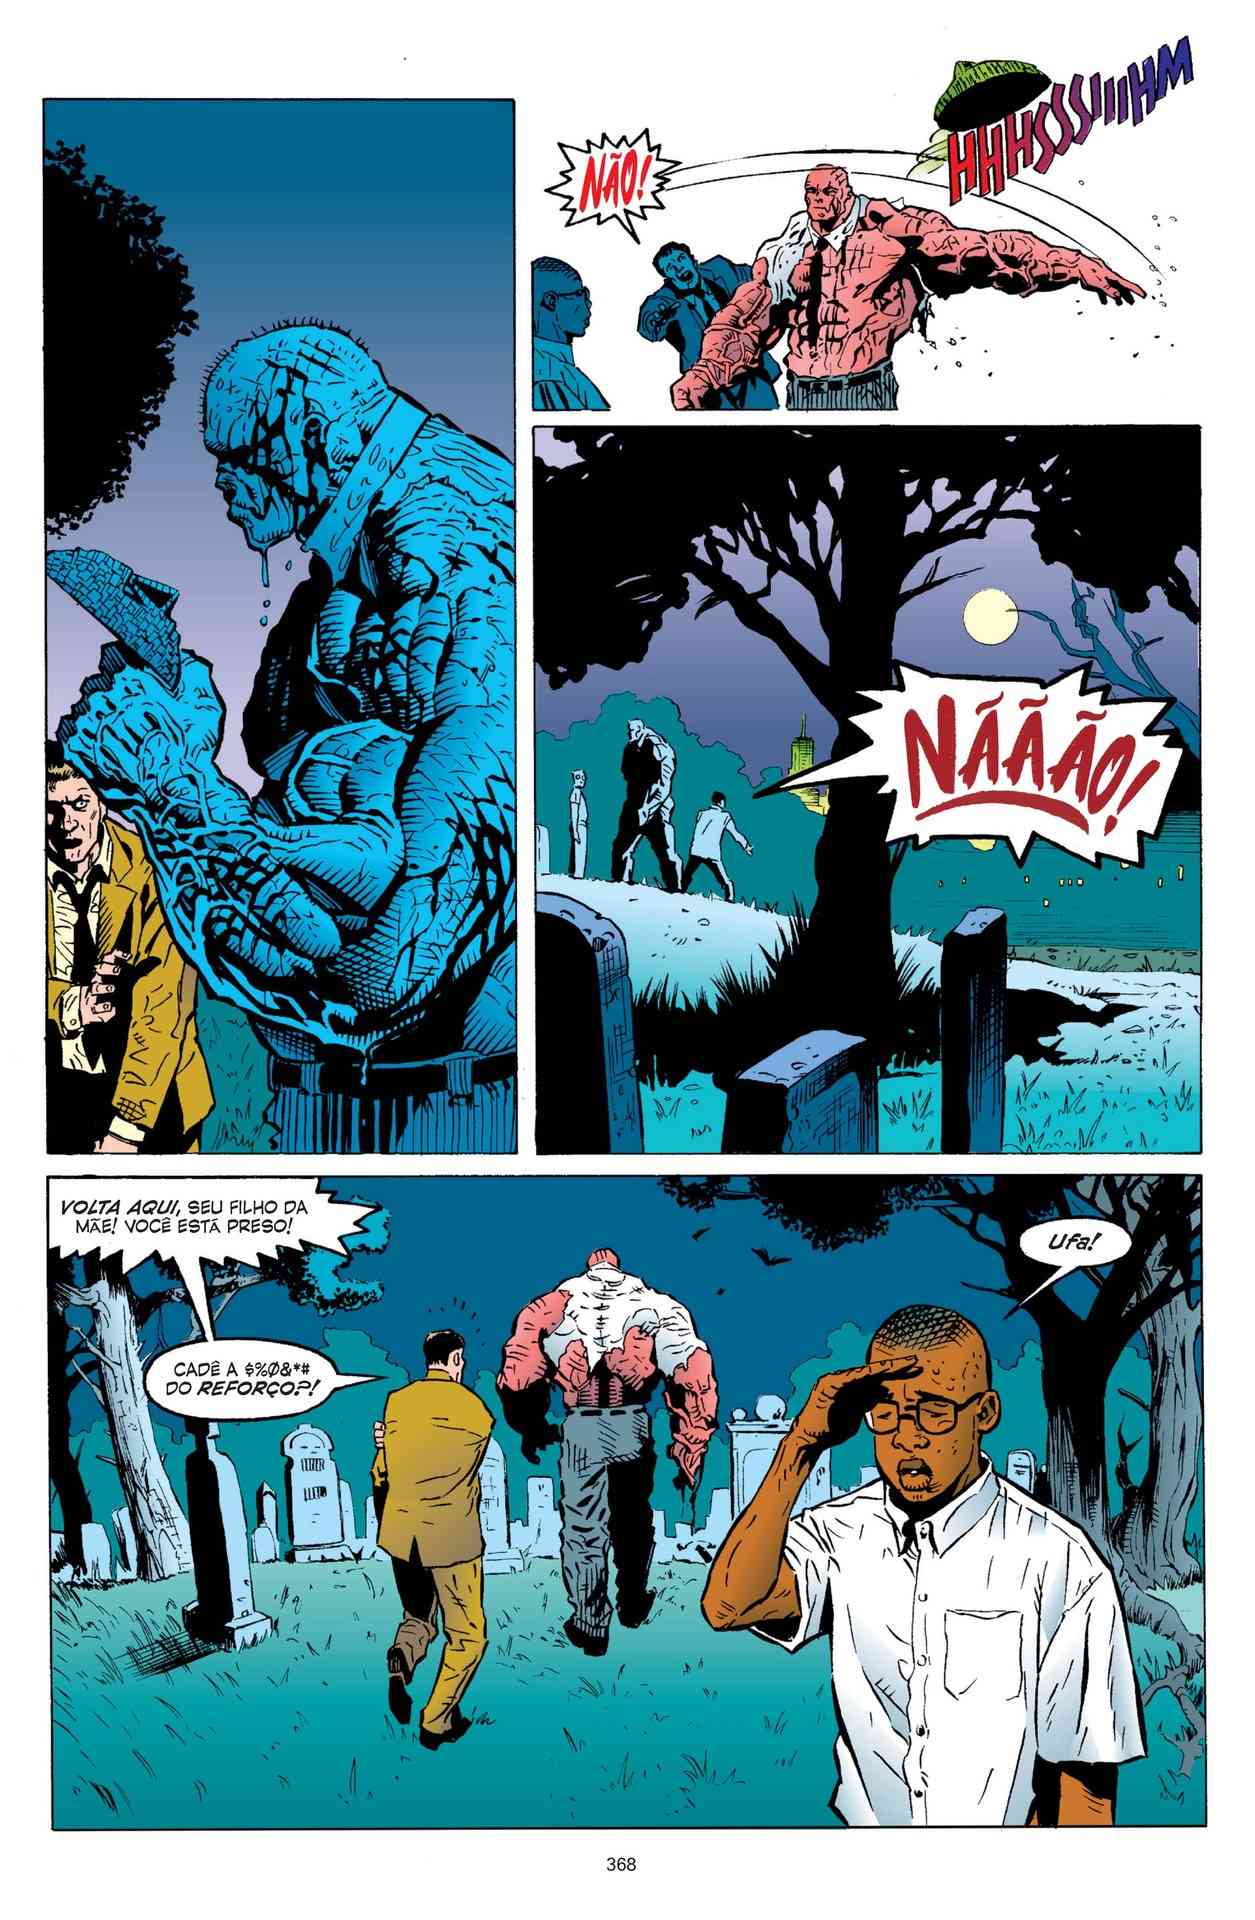 NÃO!
HHHSSSIIIHM
NÃÃÃO!
VOLTA AQUI, SEU FILHO DA
MÃE! VOCÊ ESTÁ PRESO!
CADÊ A $%Ø&*#
DO REFORÇO?!
Ufa!
368